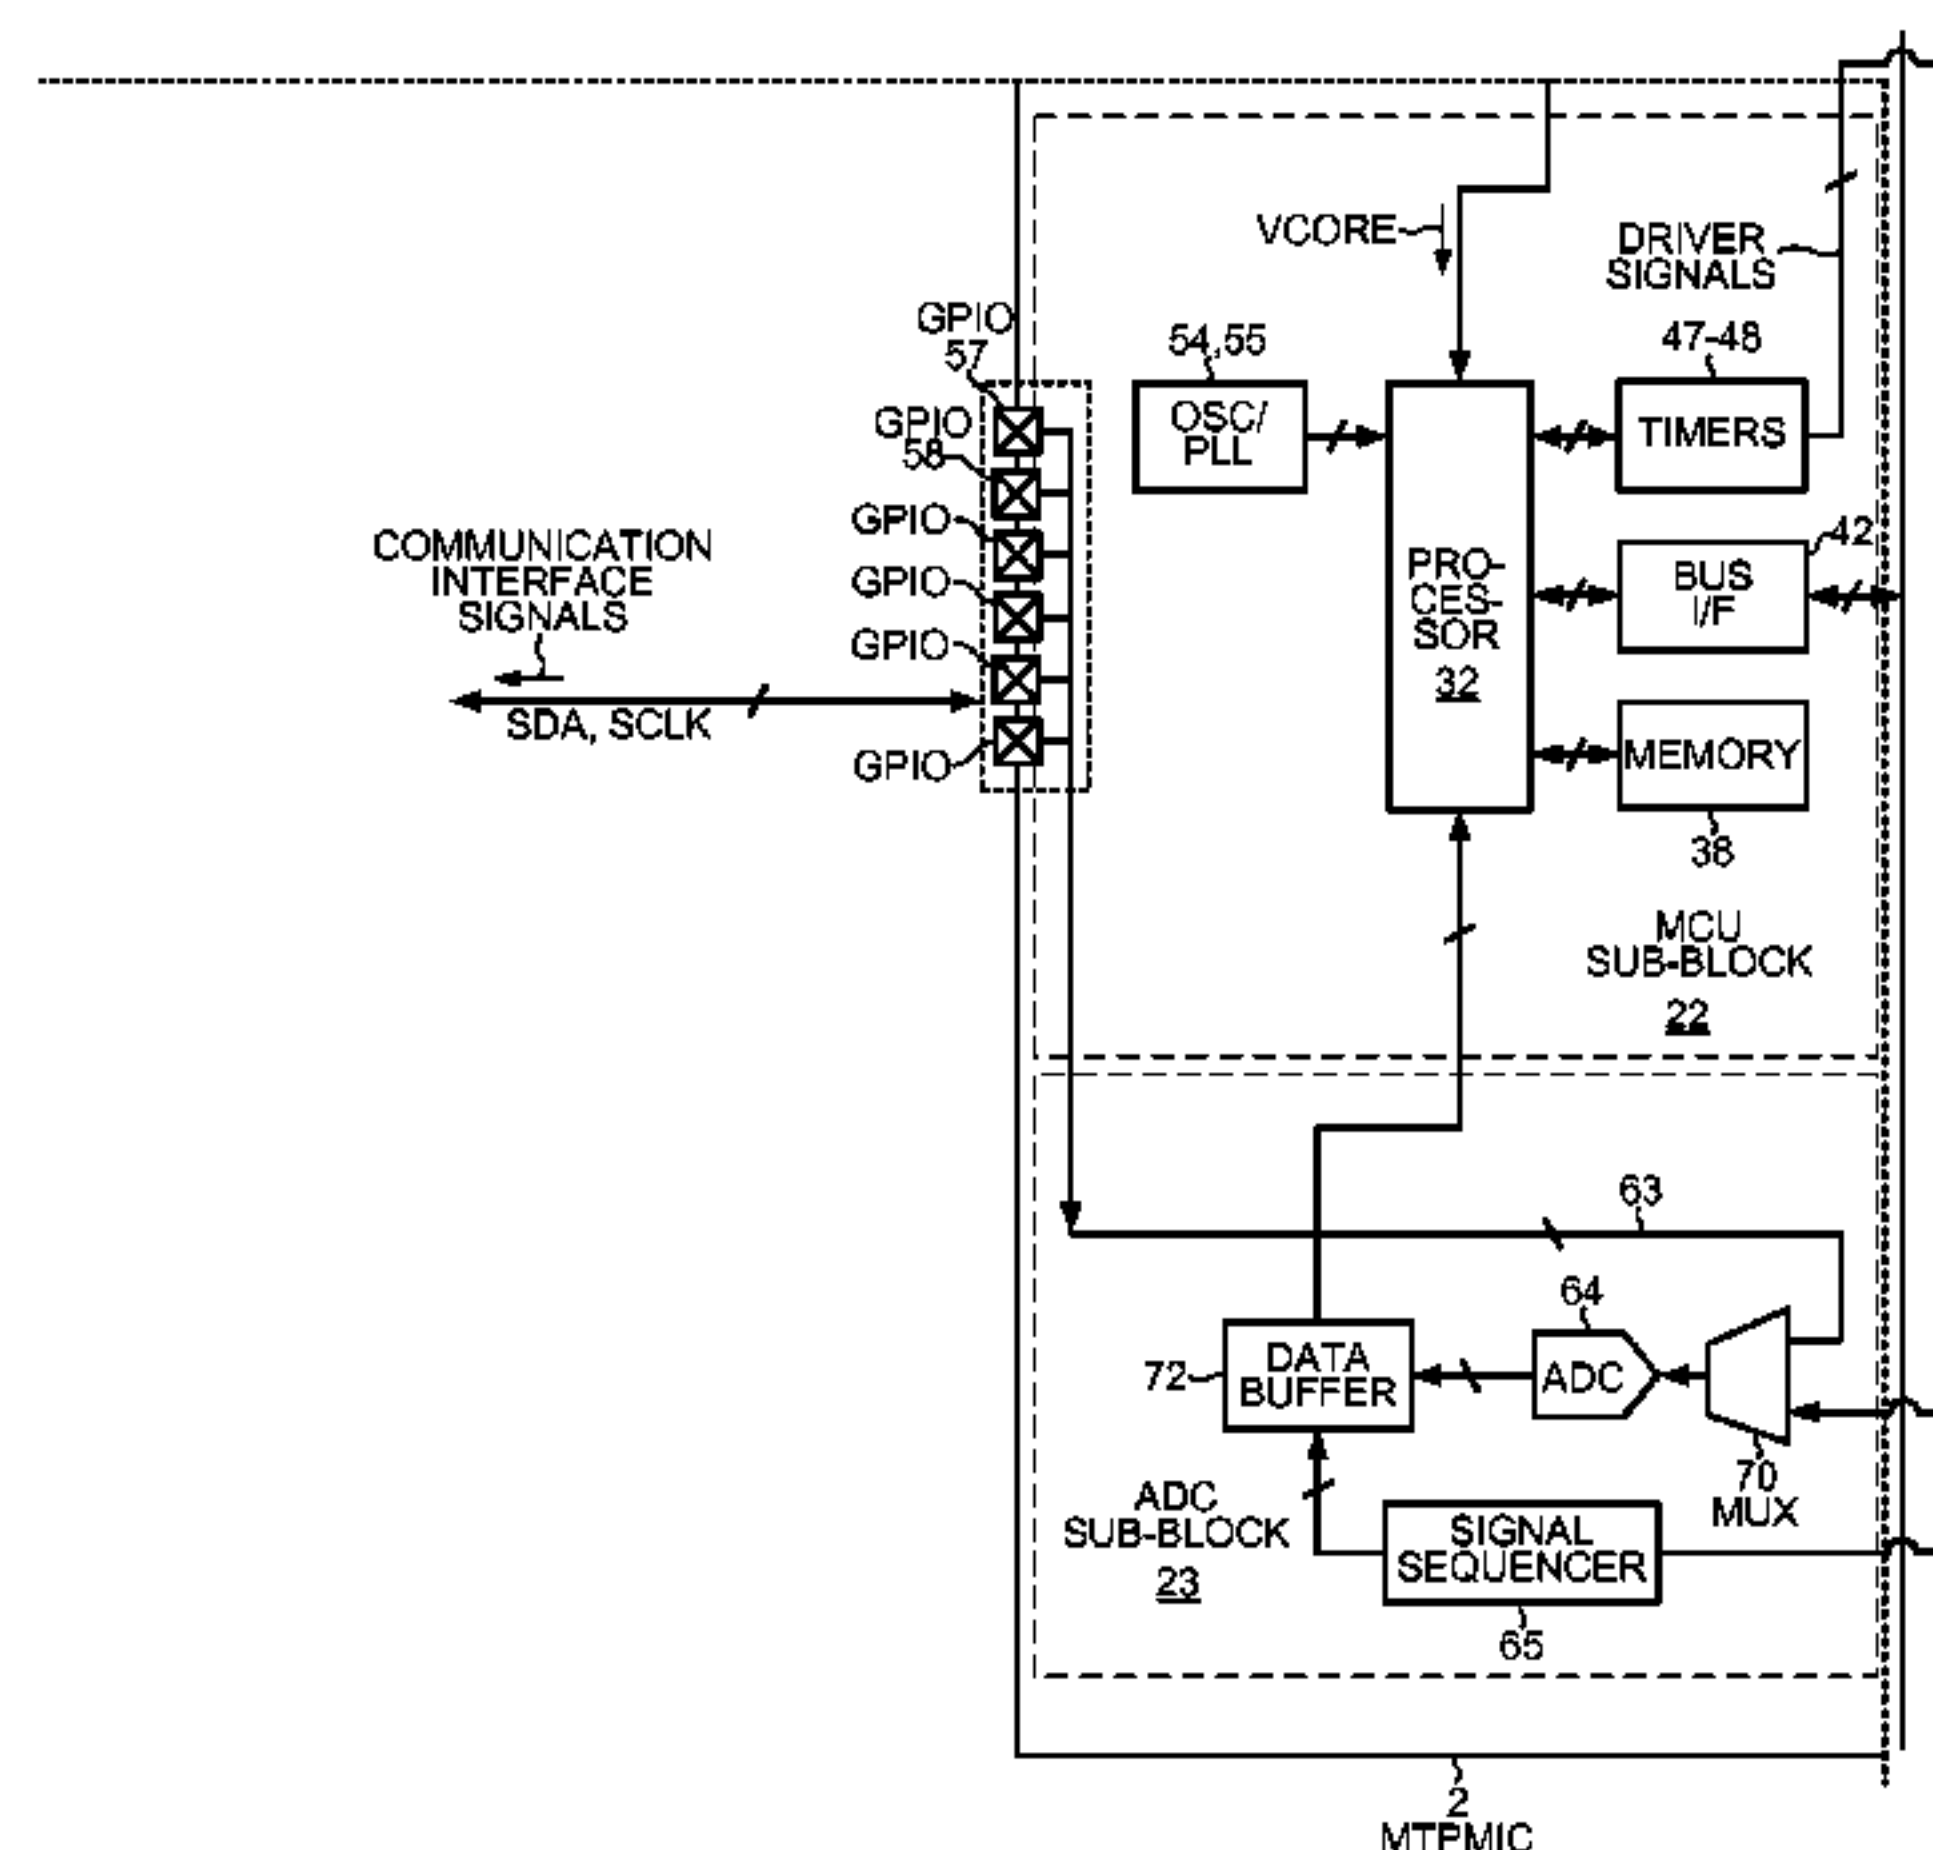 VCORE
DRIVER
SIGNALS
GPIO
57
54,55
47-48
OSC/
PLL
TIMERS
GPIO
58
GPIO
COMMUNICATION
INTERFACE
SIGNALS
GPIO
GPIO
SDA, SCLK
GPIO
PRO-
CES-
SOR
32
42
BUS
I/F
MEMORY
38
MCU
SUB-BLOCK
22
63
64
72
DATA
BUFFER
ADC
70
MUX
ADC
SUB-BLOCK
23
SIGNAL
SEQUENCER
65
2
MTPMIC